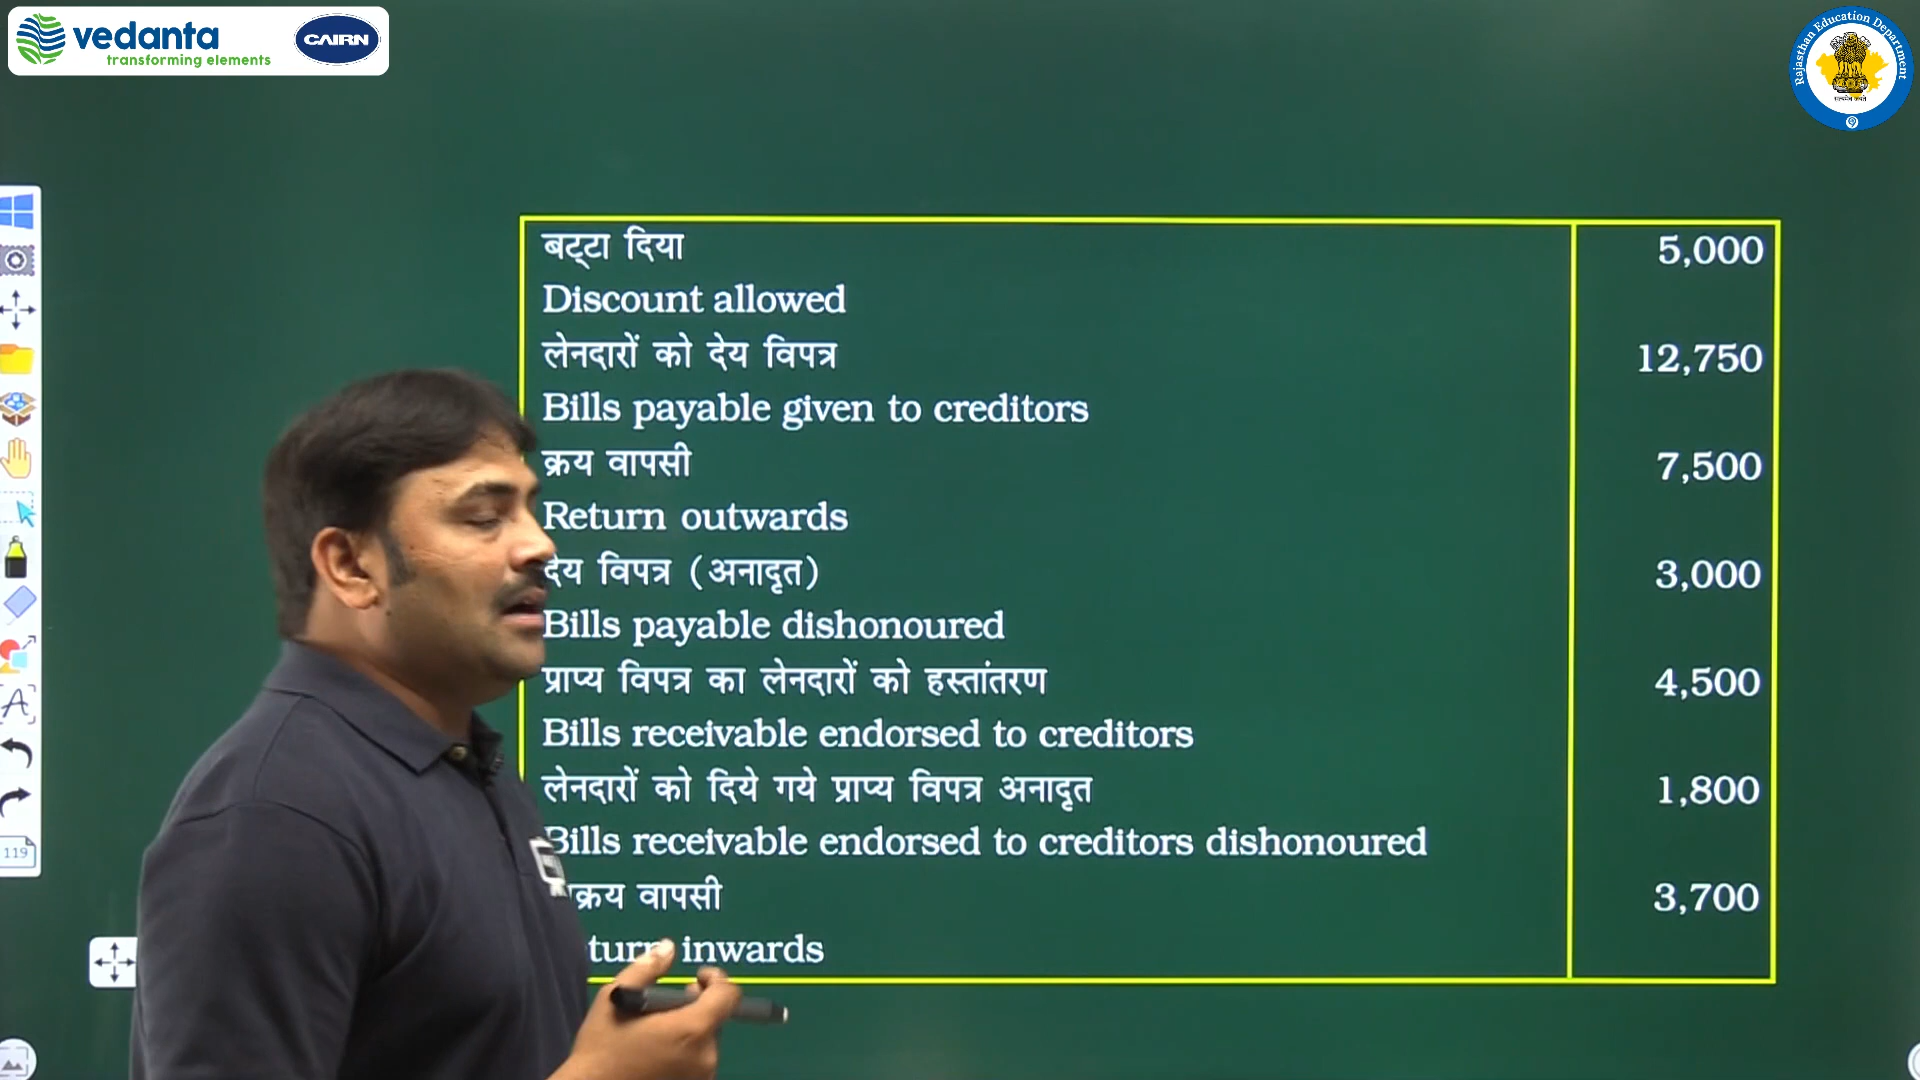 vedanta
transforming elements
CAIRN
Rajasthan Education Department
बट्टा दिया 5,000
Discount allowed
लेनदारों को देय विपत्र 12,750
Bills payable given to creditors
क्रय वापसी 7,500
Return outwards
देय विपत्र (अनादृत) 3,000
Bills payable dishonoured
प्राप्य विपत्र का लेनदारों को हस्तांतरण 4,500
Bills receivable endorsed to creditors
लेनदारों को दिये गये प्राप्य विपत्र अनादृत 1,800
Bills receivable endorsed to creditors dishonoured
वापसी 3,700
inwards
119